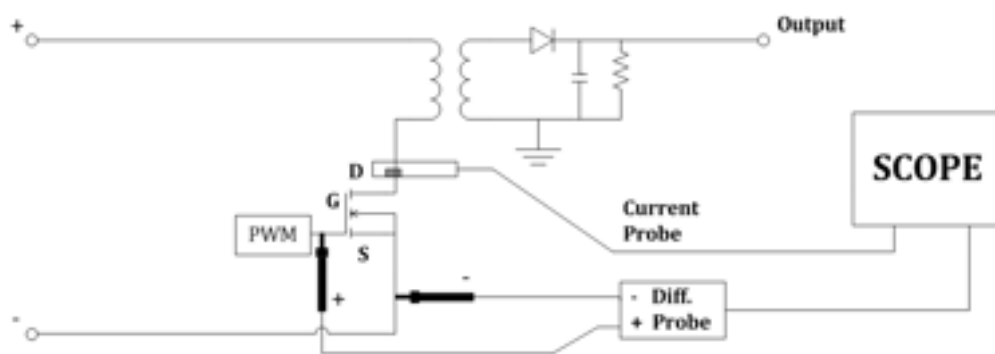 +
Output
SCOPE
D
G
Current
Probe
PWM
S
-
+
- Diff.
+ Probe
-